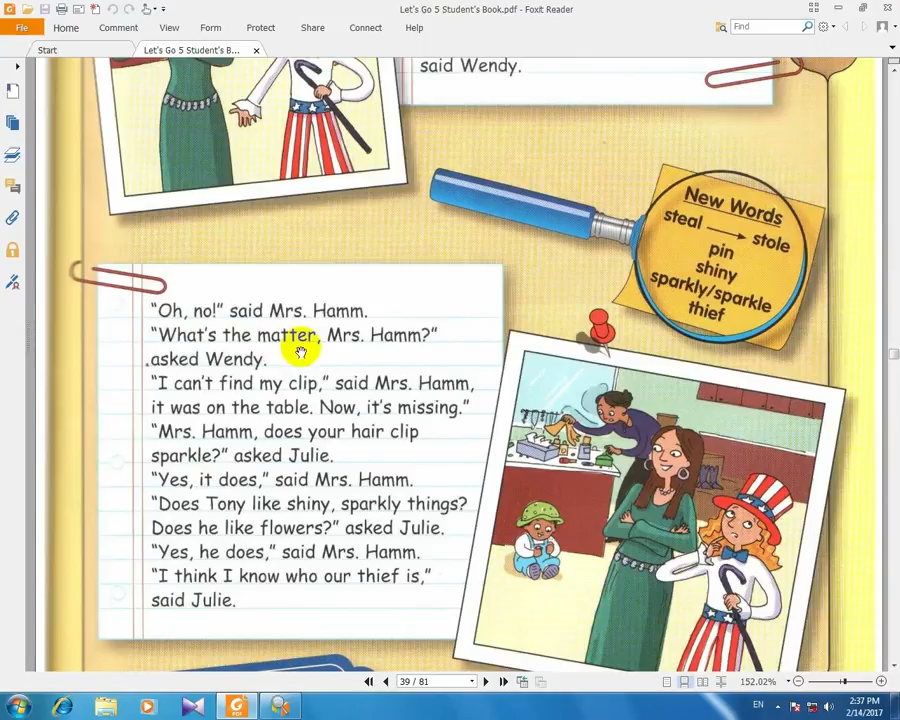 Let's Go 5 Student's Book.pdf - Foxit Reader
File Home Comment View Form Protect Share Connect Help
Find
Start Let's Go 5 Student's B...
said Wendy.
New Words
steal → stole
pin
shiny
sparkly/sparkle
thief
"Oh, no!" said Mrs. Hamm.
"What's the matter, Mrs. Hamm?"
asked Wendy.
"I can't find my clip," said Mrs. Hamm,
it was on the table. Now, it's missing."
"Mrs. Hamm, does your hair clip
sparkle?" asked Julie.
"Yes, it does," said Mrs. Hamm.
"Does Tony like shiny, sparkly things?
Does he like flowers?" asked Julie.
"Yes, he does," said Mrs. Hamm.
"I think I know who our thief is,"
said Julie.
39 / 81
152.02%
EN
2:37 PM
2/14/2017